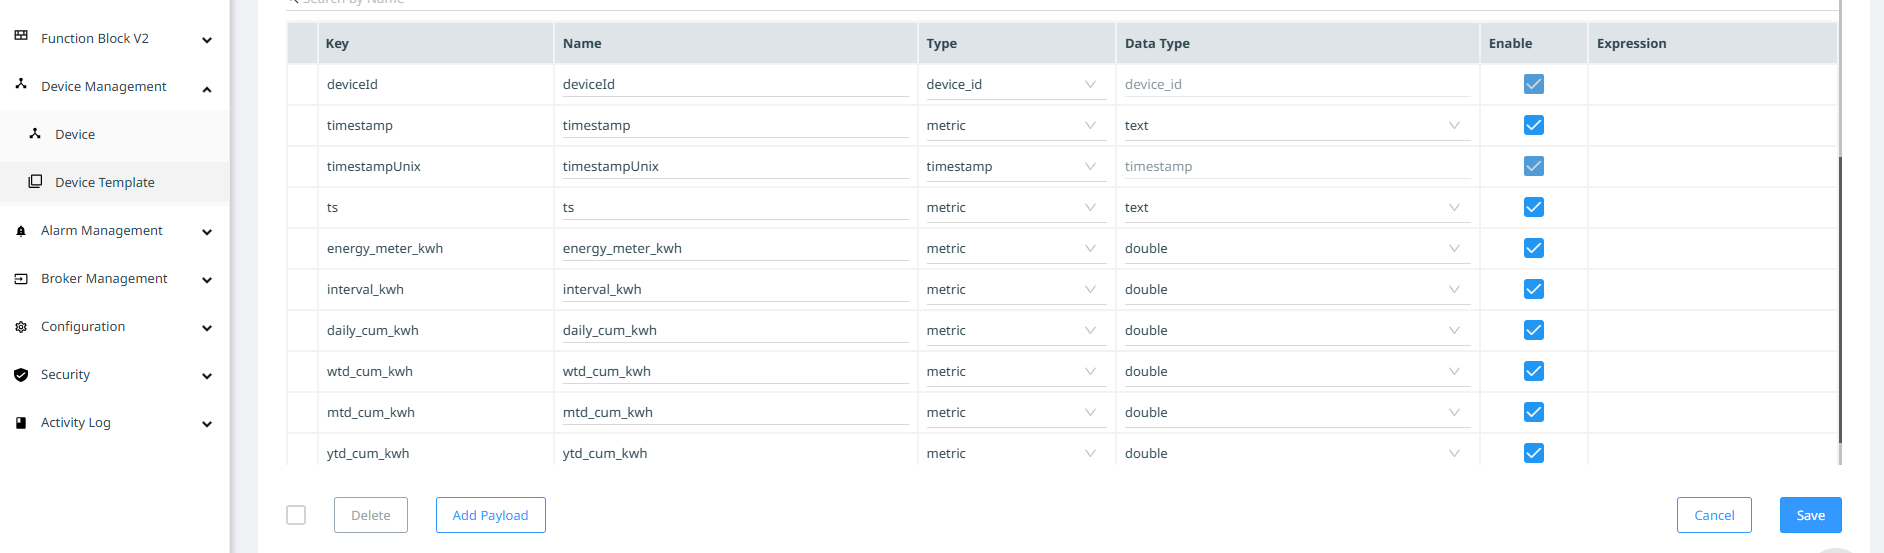 Search by Name
Function Block V2
Device Management
Device
Device Template
Alarm Management
Broker Management
Configuration
Security
Activity Log
Key Name Type Data Type Enable Expression
deviceId deviceId device_id device_id
timestamp timestamp metric text
timestampUnix timestampUnix timestamp timestamp
ts ts metric text
energy_meter_kwh energy_meter_kwh metric double
interval_kwh interval_kwh metric double
daily_cum_kwh daily_cum_kwh metric double
wtd_cum_kwh wtd_cum_kwh metric double
mtd_cum_kwh mtd_cum_kwh metric double
ytd_cum_kwh ytd_cum_kwh metric double
Delete Add Payload Cancel Save